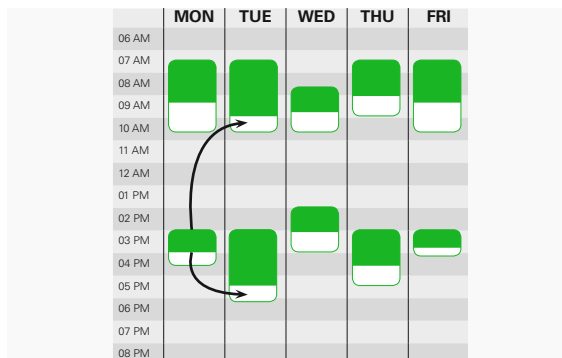 MON TUE WED THU FRI
06 AM
07 AM
08 AM
09 AM
10 AM
11 AM
12 AM
01 PM
02 PM
03 PM
04 PM
05 PM
06 PM
07 PM
08 PM